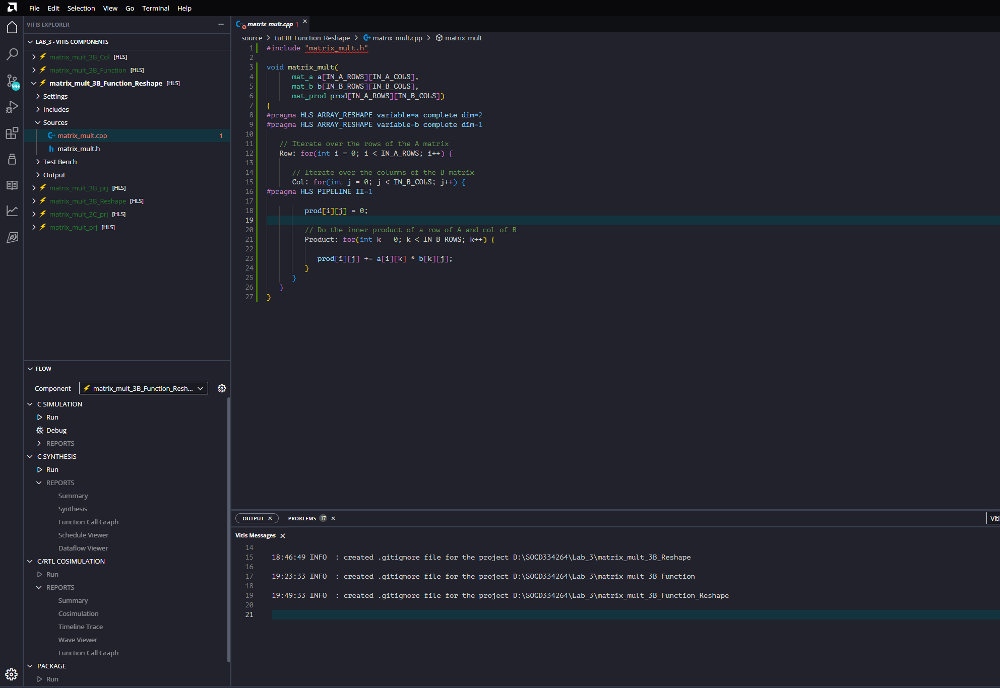 File Edit Selection View Go Terminal Help
VITIS EXPLORER
LAB_3 - VITIS COMPONENTS
matrix_mult_3B_Col [HLS]
matrix_mult_3B_Function [HLS]
matrix_mult_3B_Function_Reshape [HLS]
Settings
Includes
Sources
matrix_mult.cpp 1
matrix_mult.h
Test Bench
Output
matrix_mult_3B_prj [HLS]
matrix_mult_3B_Reshape [HLS]
matrix_mult_3C_prj [HLS]
matrix_mult_prj [HLS]
99+
FLOW
Component matrix_mult_3B_Function_Resh...
C SIMULATION
Run
Debug
REPORTS
C SYNTHESIS
Run
REPORTS
Summary
Synthesis
Function Call Graph
Schedule Viewer
Dataflow Viewer
C/RTL COSIMULATION
Run
REPORTS
Summary
Cosimulation
Timeline Trace
Wave Viewer
Function Call Graph
PACKAGE
Run
matrix_mult.cpp 1
source > tut3B_Function_Reshape > matrix_mult.cpp > matrix_mult
1 #include "matrix_mult.h"
2
3 void matrix_mult(
4 mat_a a[IN_A_ROWS][IN_A_COLS],
5 mat_b b[IN_B_ROWS][IN_B_COLS],
6 mat_prod prod[IN_A_ROWS][IN_B_COLS])
7 {
8 #pragma HLS ARRAY_RESHAPE variable=a complete dim=2
9 #pragma HLS ARRAY_RESHAPE variable=b complete dim=1
10
11 // Iterate over the rows of the A matrix
12 Row: for(int i = 0; i < IN_A_ROWS; i++) {
13
14 // Iterate over the columns of the B matrix
15 Col: for(int j = 0; j < IN_B_COLS; j++) {
16 #pragma HLS PIPELINE II=1
17
18 prod[i][j] = 0;
19
20 // Do the inner product of a row of A and col of B
21 Product: for(int k = 0; k < IN_B_ROWS; k++) {
22
23 prod[i][j] += a[i][k] * b[k][j];
24 }
25 }
26 }
27 }
OUTPUT PROBLEMS 17
Viti
Vitis Messages
14
15 18:46:49 INFO : created .gitignore file for the project D:\SOCD334264\Lab_3\matrix_mult_3B_Reshape
16
17 19:23:33 INFO : created .gitignore file for the project D:\SOCD334264\Lab_3\matrix_mult_3B_Function
18
19 19:49:33 INFO : created .gitignore file for the project D:\SOCD334264\Lab_3\matrix_mult_3B_Function_Reshape
20
21